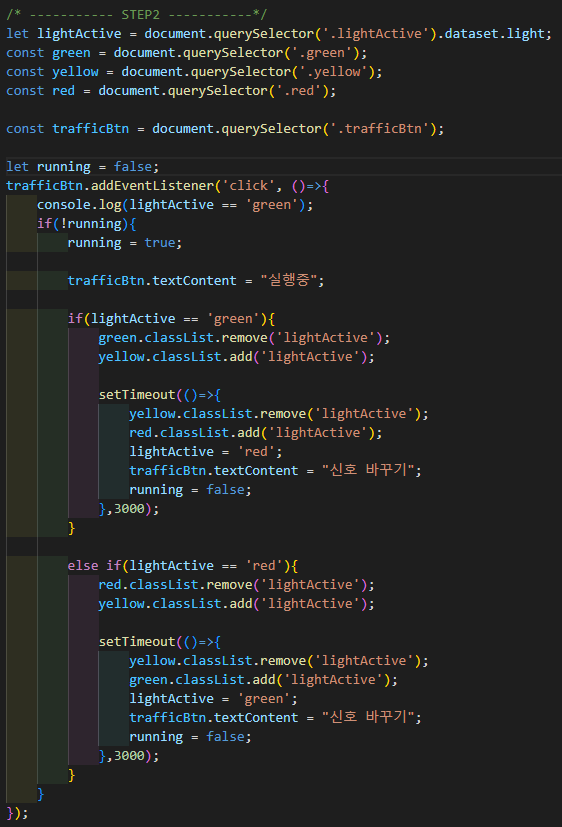 /* ----------- STEP2 -----------*/
let lightActive = document.querySelector('.lightActive').dataset.light;
const green = document.querySelector('.green');
const yellow = document.querySelector('.yellow');
const red = document.querySelector('.red');
const trafficBtn = document.querySelector('.trafficBtn');
let running = false;
trafficBtn.addEventListener('click', ()=>{
console.log(lightActive == 'green');
if(!running){
running = true;
trafficBtn.textContent = "실행중";
if(lightActive == 'green'){
green.classList.remove('lightActive');
yellow.classList.add('lightActive');
setTimeout(()=>{
yellow.classList.remove('lightActive');
red.classList.add('lightActive');
lightActive = 'red';
trafficBtn.textContent = "신호 바꾸기";
running = false;
},3000);
}
else if(lightActive == 'red'){
red.classList.remove('lightActive');
yellow.classList.add('lightActive');
setTimeout(()=>{
yellow.classList.remove('lightActive');
green.classList.add('lightActive');
lightActive = 'green';
trafficBtn.textContent = "신호 바꾸기";
running = false;
},3000);
}
}
});